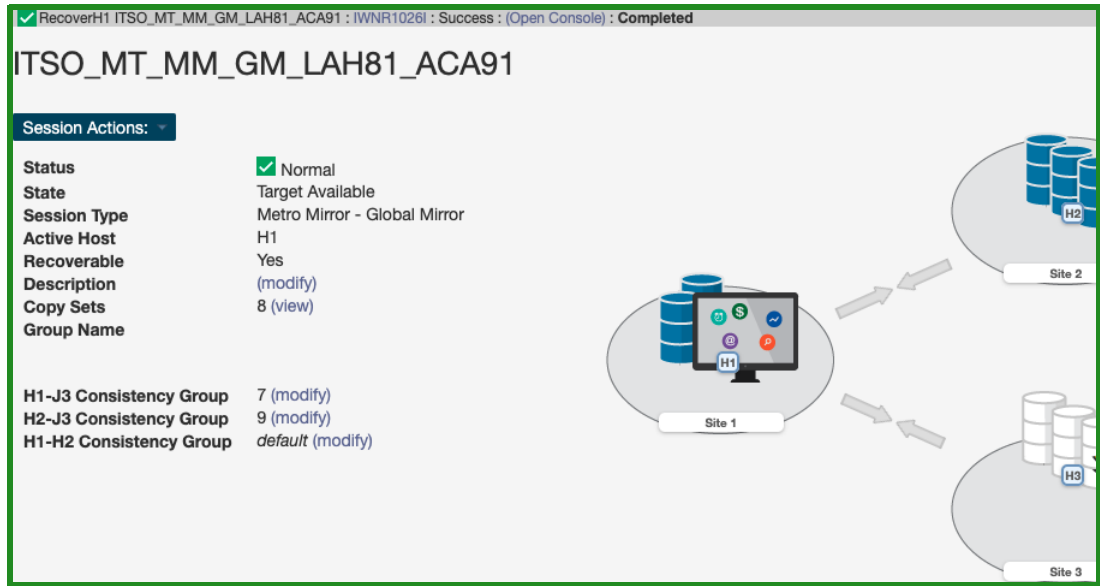 RecoverH1 ITSO_MT_MM_GM_LAH81_ACA91 : IWNR1026I : Success : (Open Console) : Completed
ITSO_MT_MM_GM_LAH81_ACA91
Session Actions:
Status Normal
State Target Available
Session Type Metro Mirror - Global Mirror
Active Host H1
Recoverable Yes
Description (modify)
Copy Sets 8 (view)
Group Name
H1-J3 Consistency Group 7 (modify)
H2-J3 Consistency Group 9 (modify)
H1-H2 Consistency Group default (modify)
H2
Site 2
$
@
H1
Site 1
H3
Site 3